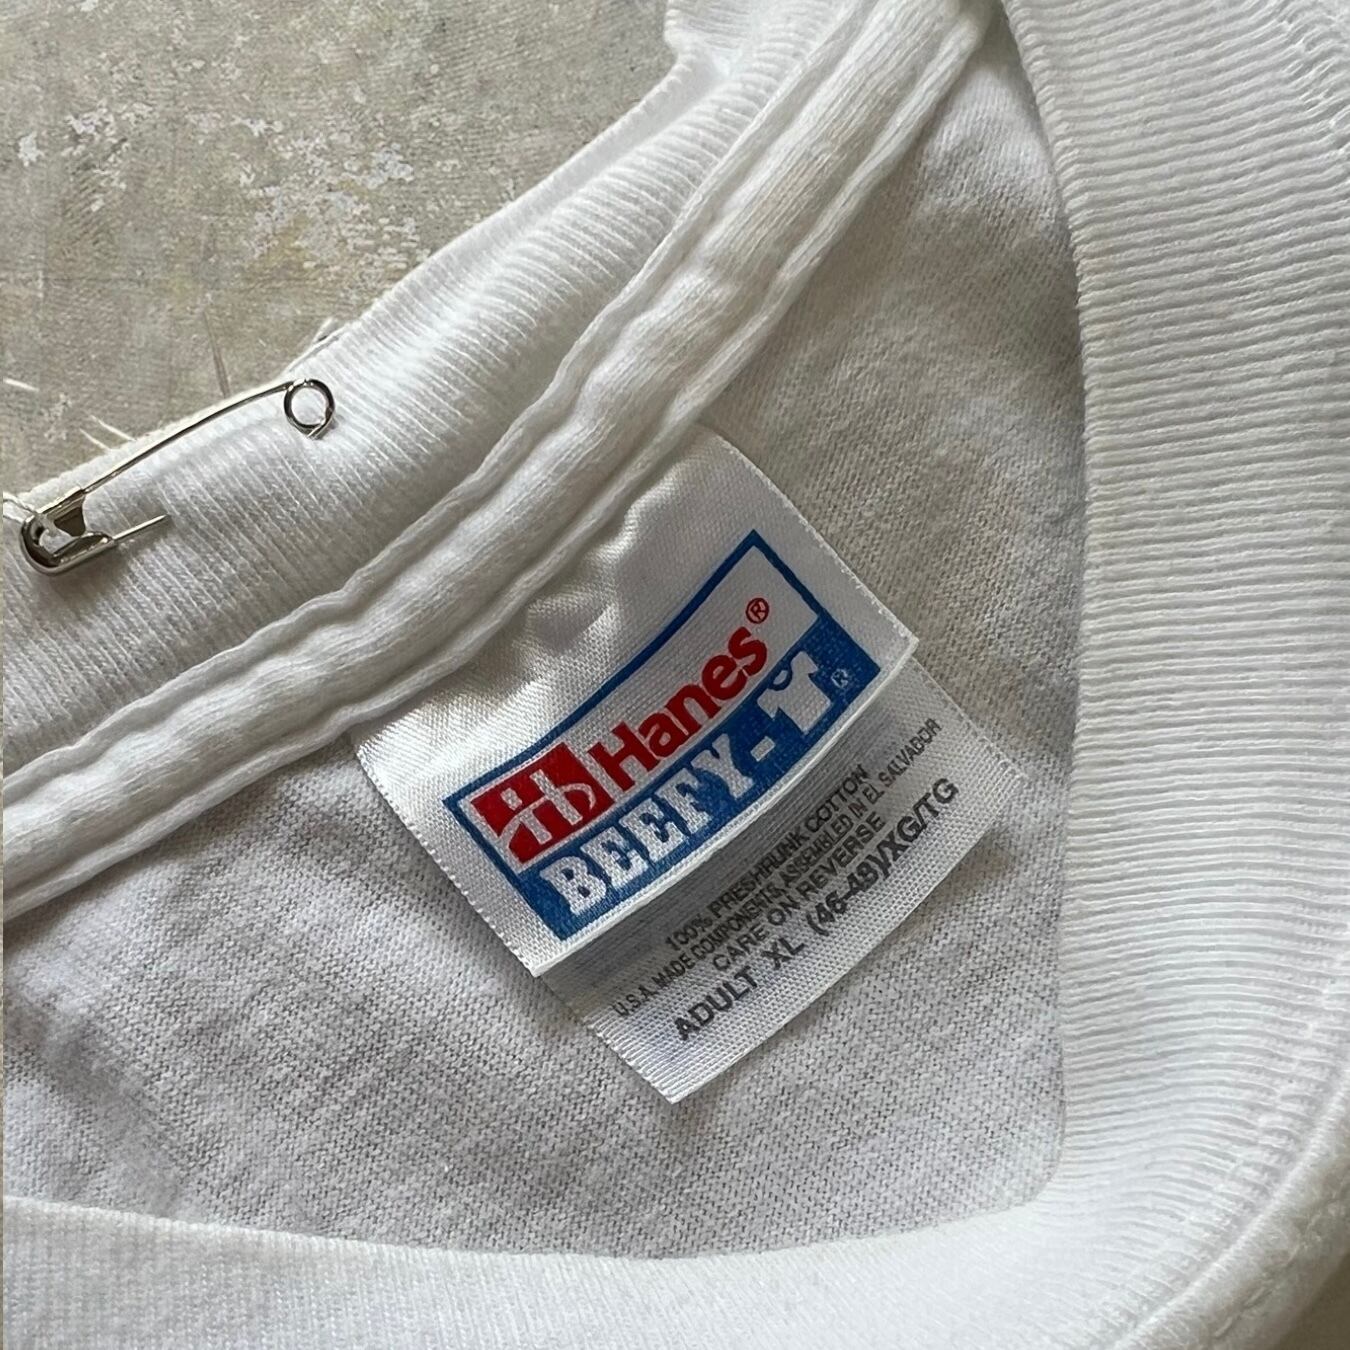 Hanes®
BEEFY-T®
100% PRESHRUNK COTTON
U.S.A. MADE COMPONENTS, ASSEMBLED IN EL SALVADOR
CARE ON REVERSE
ADULT XL (46-48)/XG/TG